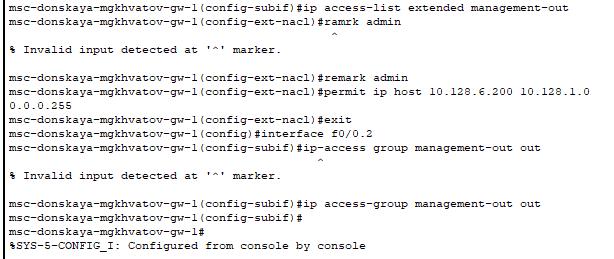 msc-donskaya-mgkhvatov-gw-1(config-subif)#ip access-list extended management-out
msc-donskaya-mgkhvatov-gw-1(config-ext-nacl)#ramrk admin
^
% Invalid input detected at '^' marker.
msc-donskaya-mgkhvatov-gw-1(config-ext-nacl)#remark admin
msc-donskaya-mgkhvatov-gw-1(config-ext-nacl)#permit ip host 10.128.6.200 10.128.1.0
0.0.0.255
msc-donskaya-mgkhvatov-gw-1(config-ext-nacl)#exit
msc-donskaya-mgkhvatov-gw-1(config)#interface f0/0.2
msc-donskaya-mgkhvatov-gw-1(config-subif)#ip-access group management-out out
^
% Invalid input detected at '^' marker.
msc-donskaya-mgkhvatov-gw-1(config-subif)#ip access-group management-out out
msc-donskaya-mgkhvatov-gw-1(config-subif)#
msc-donskaya-mgkhvatov-gw-1#
%SYS-5-CONFIG_I: Configured from console by console